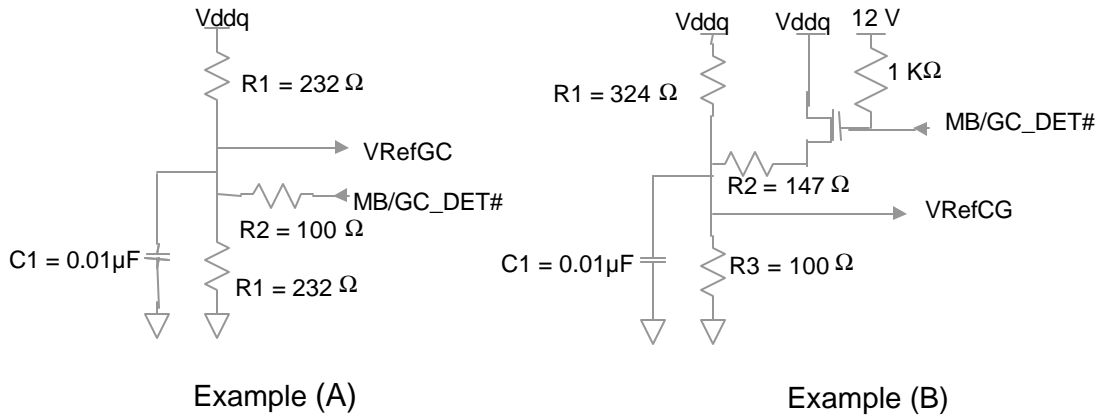 Vddq
R1 = 232 Ω
VRefGC
MB/GC_DET#
R2 = 100 Ω
C1 = 0.01µF
R1 = 232 Ω
Example (A)
Vddq
Vddq
12 V
1 KΩ
R1 = 324 Ω
MB/GC_DET#
R2 = 147 Ω
VRefCG
C1 = 0.01µF
R3 = 100 Ω
Example (B)